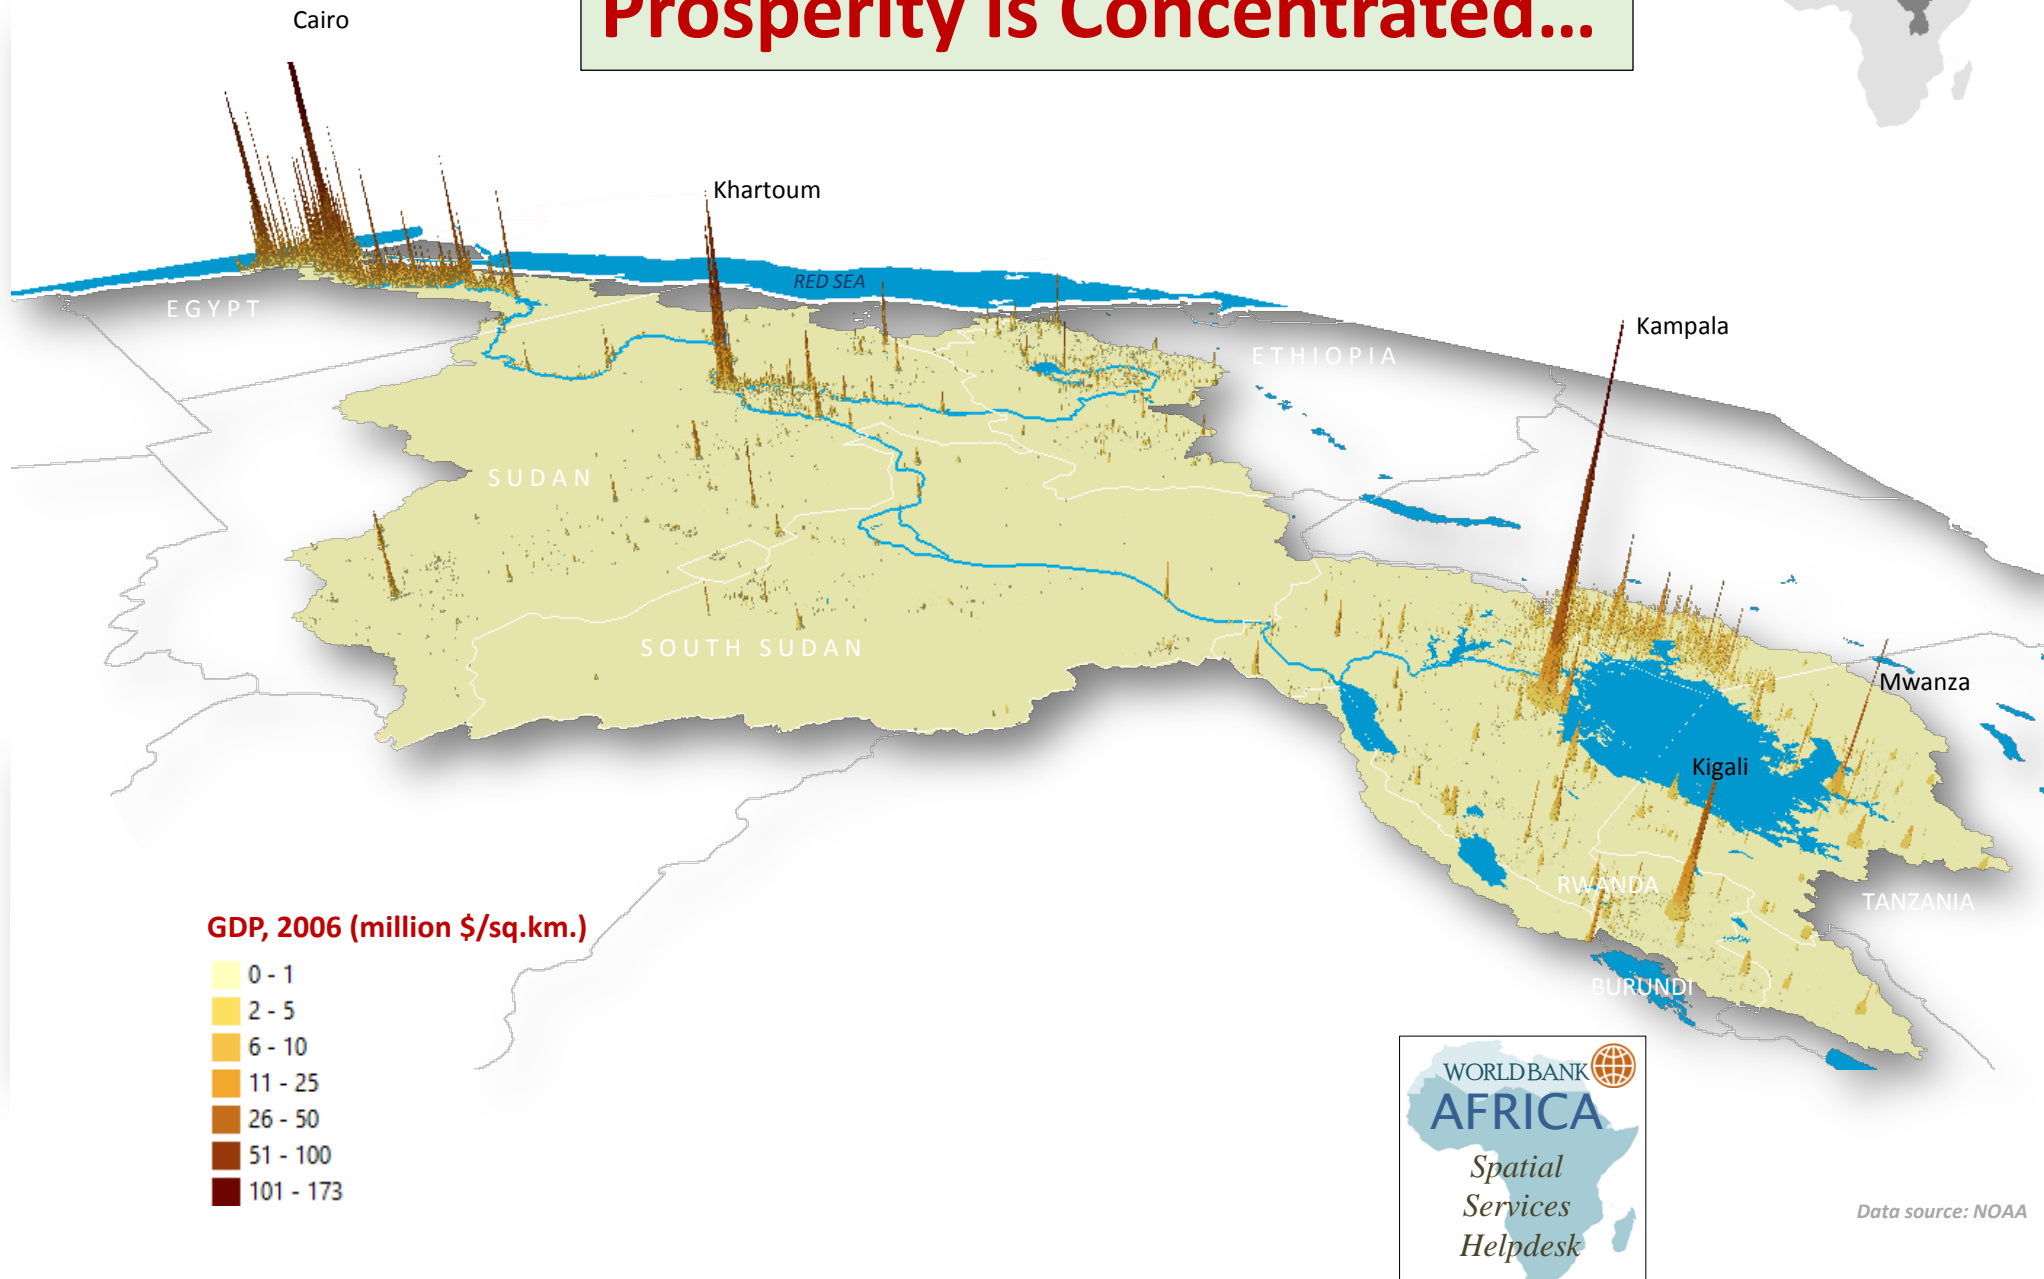 Prosperity is Concentrated...
Cairo
Khartoum
RED SEA
EGYPT
ETHIOPIA
Kampala
SUDAN
SOUTH SUDAN
Mwanza
Kigali
RWANDA
TANZANIA
BURUNDI
GDP, 2006 (million $/sq.km.)
0 - 1
2 - 5
6 - 10
11 - 25
26 - 50
51 - 100
101 - 173
WORLD BANK
AFRICA
Spatial
Services
Helpdesk
Data source: NOAA